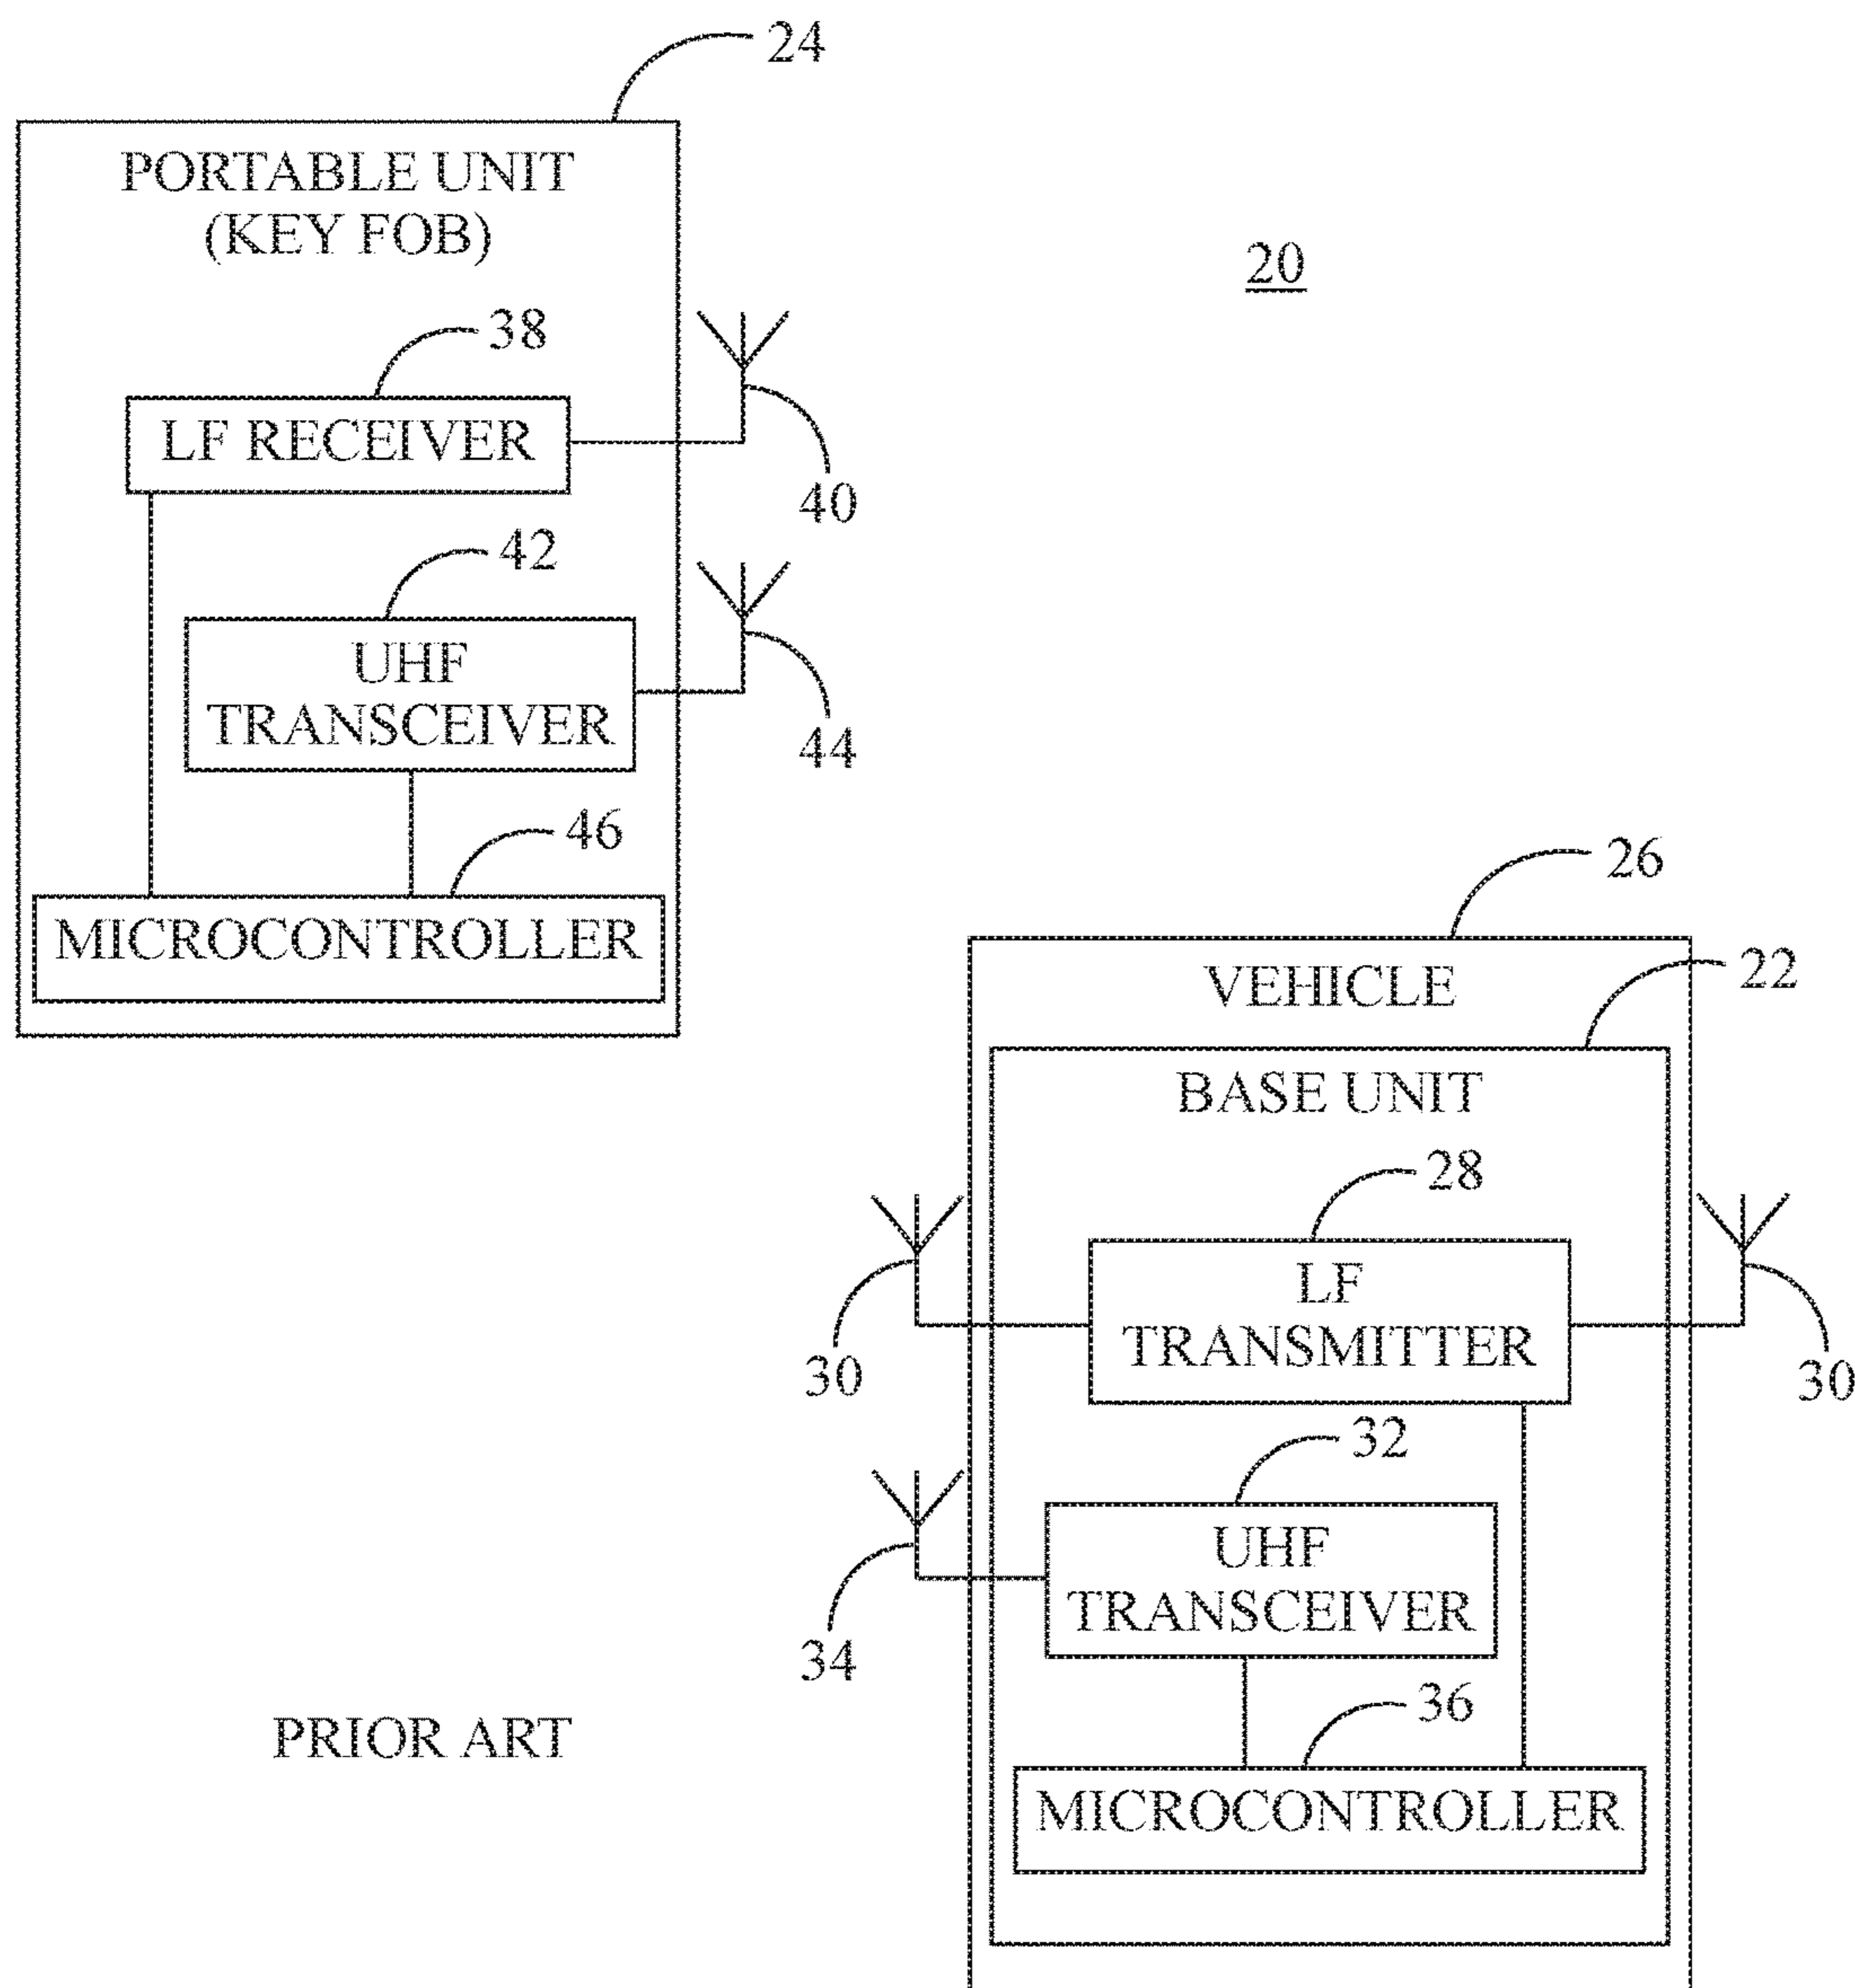 24
PORTABLE UNIT
(KEY FOB)
20
38
LF RECEIVER
40
42
UHF
TRANSCEIVER
44
46
MICROCONTROLLER
26
VEHICLE
22
BASE UNIT
28
LF
TRANSMITTER
30
30
32
UHF
TRANSCEIVER
34
36
MICROCONTROLLER
PRIOR ART